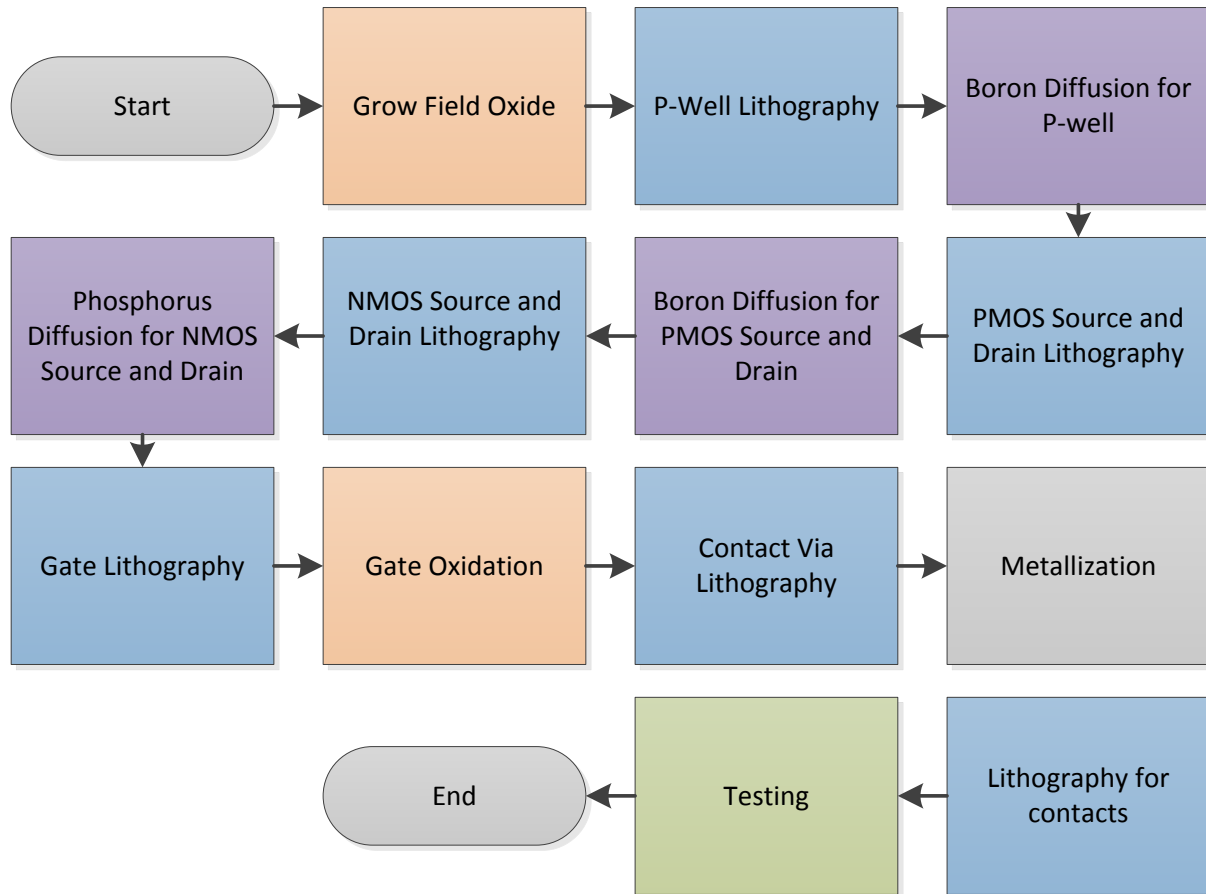 Start
Grow Field Oxide
P-Well Lithography
Boron Diffusion for
P-well
PMOS Source and
Drain Lithography
Boron Diffusion for
PMOS Source and
Drain
NMOS Source and
Drain Lithography
Phosphorus
Diffusion for NMOS
Source and Drain
Gate Lithography
Gate Oxidation
Contact Via
Lithography
Metallization
Lithography for
contacts
Testing
End